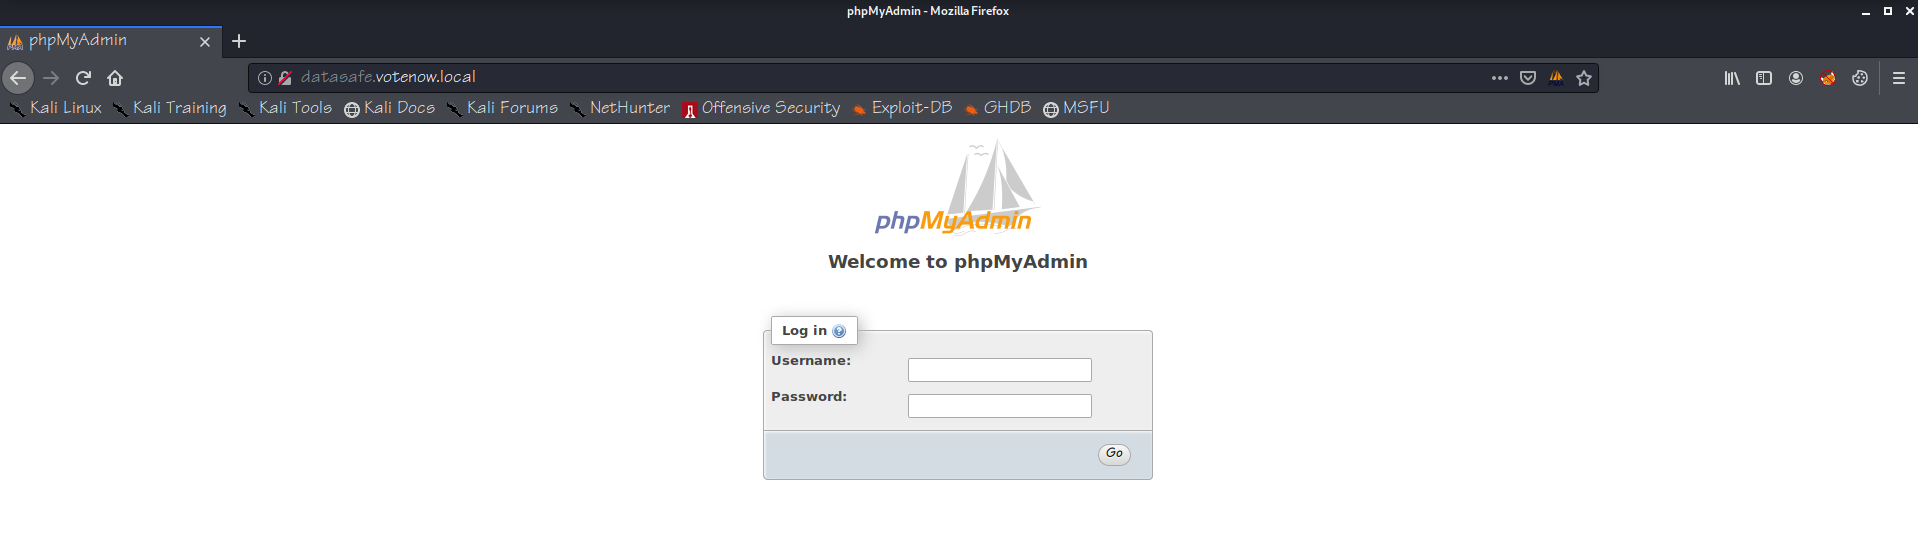 phpMyAdmin - Mozilla Firefox
phpMyAdmin
datasafe.votenow.local
Kali Linux Kali Training Kali Tools Kali Docs Kali Forums NetHunter Offensive Security Exploit-DB GHDB MSFU
phpMyAdmin
Welcome to phpMyAdmin
Log in
Username:
Password:
Go